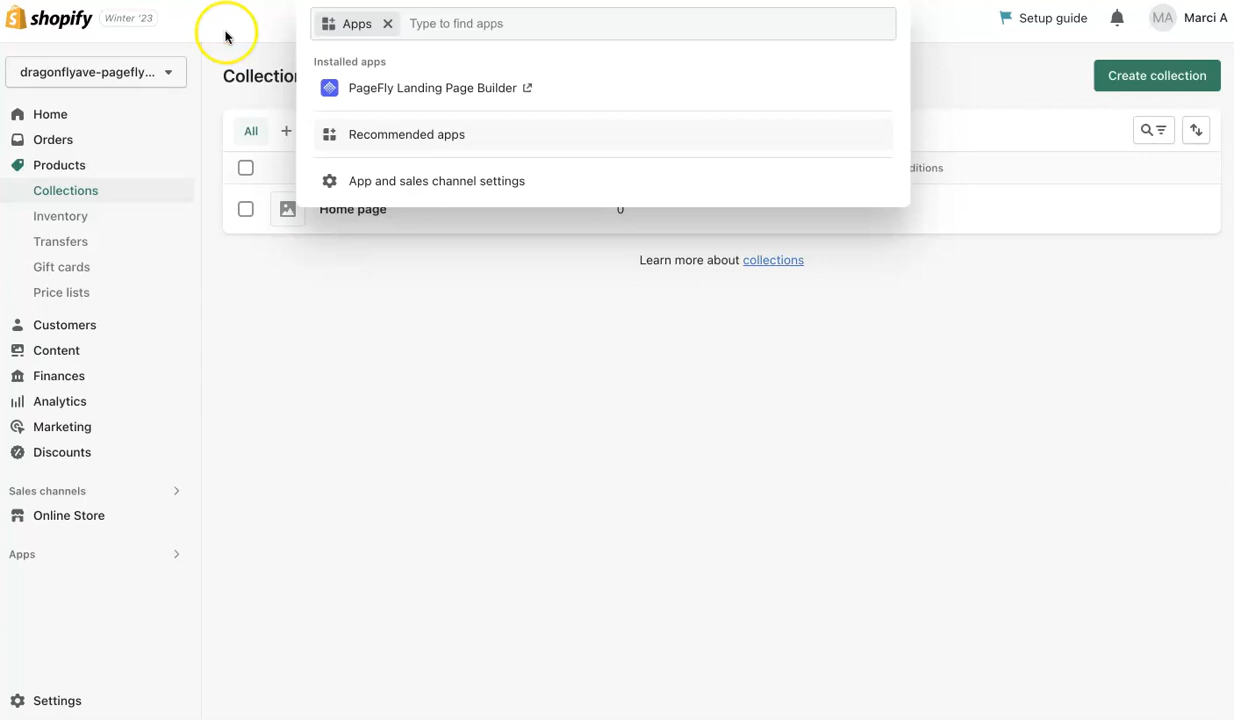 shopify Winter '23
Apps Type to find apps
Setup guide
MA Marci A
dragonflyave-pagefly,...
Home
Orders
Products
Collections
Inventory
Transfers
Gift cards
Price lists
Customers
Content
Finances
Analytics
Marketing
Discounts
Sales channels
Online Store
Apps
Settings
Installed apps
PageFly Landing Page Builder
Recommended apps
App and sales channel settings
Create collection
All
ditions
Home page 0
Learn more about collections